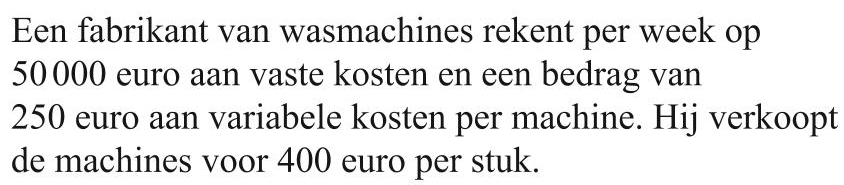 Een fabrikant van wasmachines rekent per week op
50 000 euro aan vaste kosten en een bedrag van
250 euro aan variabele kosten per machine. Hij verkoopt
de machines voor 400 euro per stuk.